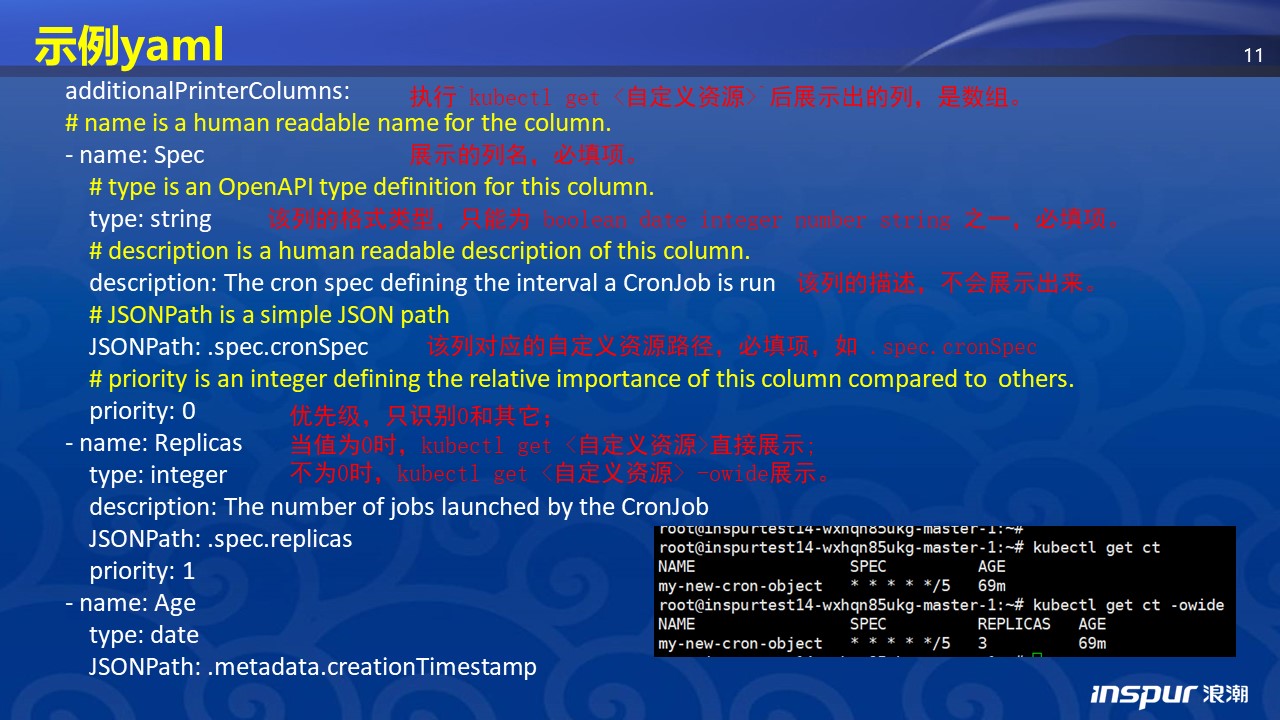 示例yaml
11
additionalPrinterColumns:
执行`kubectl get <自定义资源>`后展示出的列，是数组。
# name is a human readable name for the column.
- name: Spec
展示的列名，必填项。
# type is an OpenAPI type definition for this column.
type: string
该列的格式类型，只能为 boolean date integer number string 之一，必填项。
# description is a human readable description of this column.
description: The cron spec defining the interval a CronJob is run
该列的描述，不会展示出来。
# JSONPath is a simple JSON path
JSONPath: .spec.cronSpec
该列对应的自定义资源路径，必填项，如 .spec.cronSpec
# priority is an integer defining the relative importance of this column compared to others.
priority: 0
优先级，只识别0和其它；
当值为0时，kubectl get <自定义资源>直接展示；
不为0时，kubectl get <自定义资源> -owide展示。
- name: Replicas
type: integer
description: The number of jobs launched by the CronJob
JSONPath: .spec.replicas
priority: 1
- name: Age
type: date
JSONPath: .metadata.creationTimestamp
root@inspurtest14-wxhqn85ukg-master-1:~#
root@inspurtest14-wxhqn85ukg-master-1:~# kubectl get ct
NAME SPEC AGE
my-new-cron-object * * * * */5 69m
root@inspurtest14-wxhqn85ukg-master-1:~# kubectl get ct -owide
NAME SPEC REPLICAS AGE
my-new-cron-object * * * * */5 3 69m
inspur 浪潮